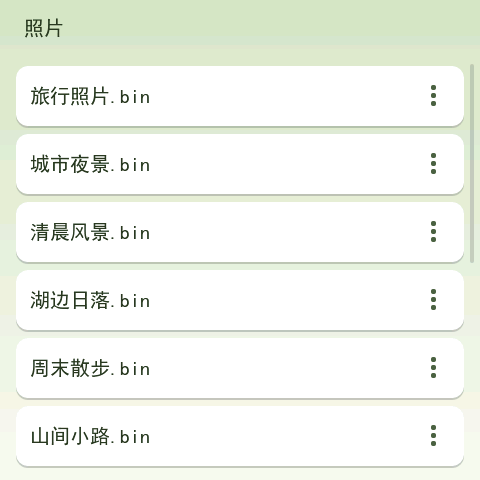 照片
旅行照片.bin
城市夜景.bin
清晨风景.bin
湖边日落.bin
周末散步.bin
山间小路.bin